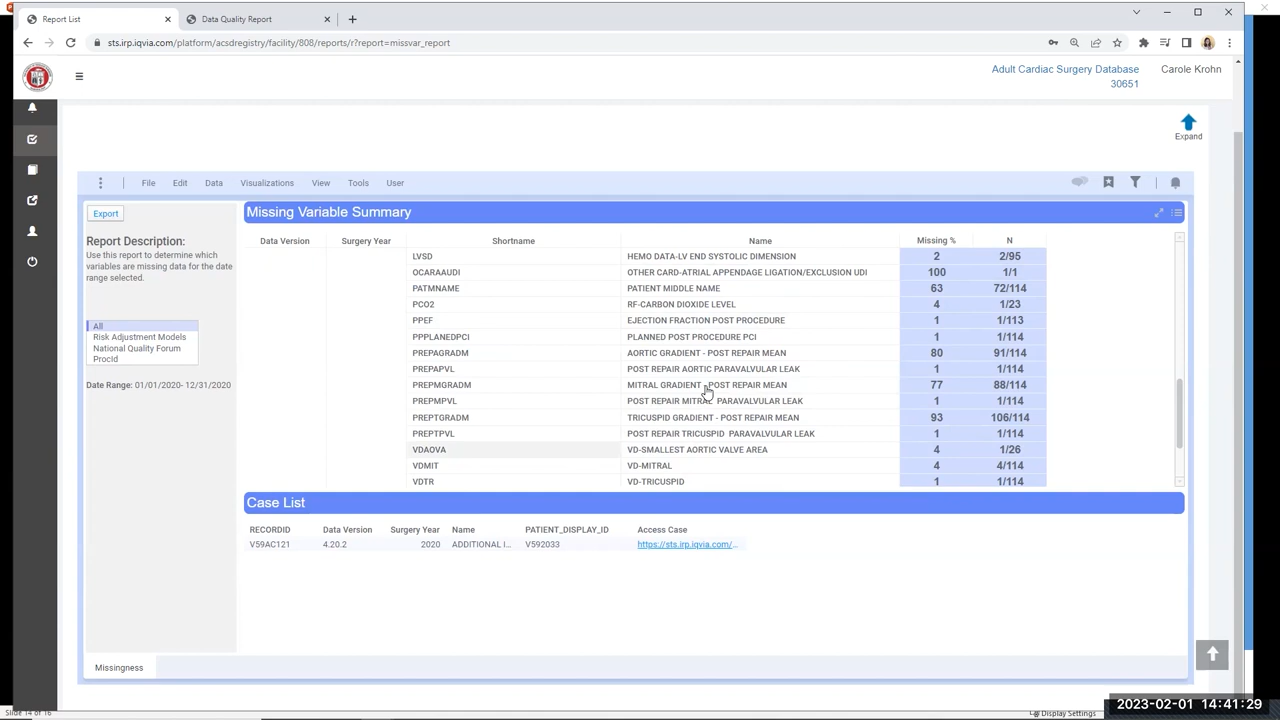 Report List
Data Quality Report
sts.irp.iqvia.com/platform/acsdregistry/facility/808/reports/r?report=missvar_report
Adult Cardiac Surgery Database
30651
Carole Krohn
Expand
File Edit Data Visualizations View Tools User
Export
Report Description:
Use this report to determine which
variables are missing data for the date
range selected.
All
Risk Adjustment Models
National Quality Forum
ProcId
Date Range: 01/01/2020- 12/31/2020
Missing Variable Summary
Data Version Surgery Year Shortname Name Missing % N
LVSD HEMO DATA-LV END SYSTOLIC DIMENSION 2 2/95
OCARAAUDI OTHER CARD-ATRIAL APPENDAGE LIGATION/EXCLUSION UDI 100 1/1
PATMNAME PATIENT MIDDLE NAME 63 72/114
PCO2 RF-CARBON DIOXIDE LEVEL 4 1/23
PPEF EJECTION FRACTION POST PROCEDURE 1 1/113
PPPLANEDPCI PLANNED POST PROCEDURE PCI 1 1/114
PREPAGRADM AORTIC GRADIENT - POST REPAIR MEAN 80 91/114
PREPAPVL POST REPAIR AORTIC PARAVALVULAR LEAK 1 1/114
PREPMGRADM MITRAL GRADIENT - POST REPAIR MEAN 77 88/114
PREPMPVL POST REPAIR MITRAL PARAVALVULAR LEAK 1 1/114
PREPTGRADM TRICUSPID GRADIENT - POST REPAIR MEAN 93 106/114
PREPTPVL POST REPAIR TRICUSPID PARAVALVULAR LEAK 1 1/114
VDAOVA VD-SMALLEST AORTIC VALVE AREA 4 1/26
VDMIT VD-MITRAL 4 4/114
VDTR VD-TRICUSPID 1 1/114
Case List
RECORDID Data Version Surgery Year Name PATIENT_DISPLAY_ID Access Case
V59AC121 4.20.2 2020 ADDITIONAL I... V592033 https://sts.irp.iqvia.com/...
Missingness
Slide 14 of 16
Display Settings
2023-02-01 14:41:29